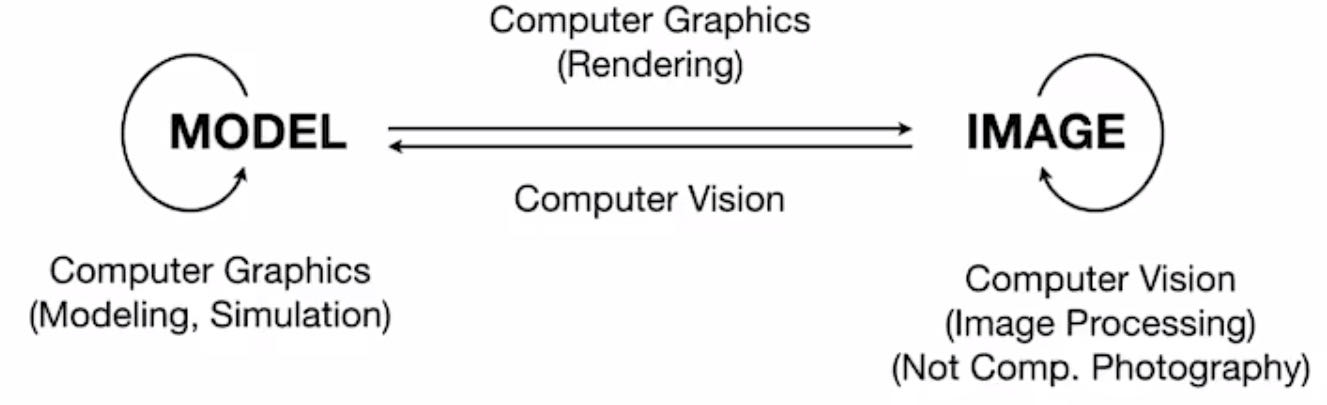 Computer Graphics
(Rendering)
MODEL
IMAGE
Computer Vision
Computer Graphics
(Modeling, Simulation)
Computer Vision
(Image Processing)
(Not Comp. Photography)